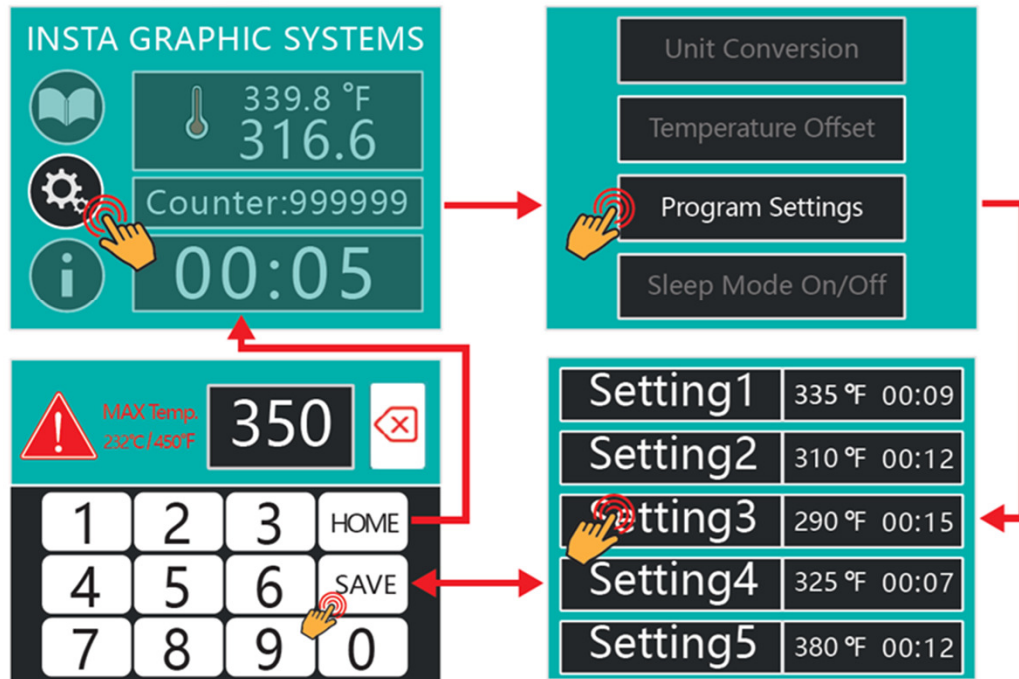 INSTA GRAPHIC SYSTEMS
339.8 °F
316.6
Counter:999999
00:05
i
Unit Conversion
Temperature Offset
Program Settings
Sleep Mode On/Off
MAX Temp.
232℃/450℉
350
1 2 3 HOME
4 5 6 SAVE
7 8 9 0
Setting1 335 ℉ 00:09
Setting2 310 ℉ 00:12
Setting3 290 ℉ 00:15
Setting4 325 ℉ 00:07
Setting5 380 ℉ 00:12